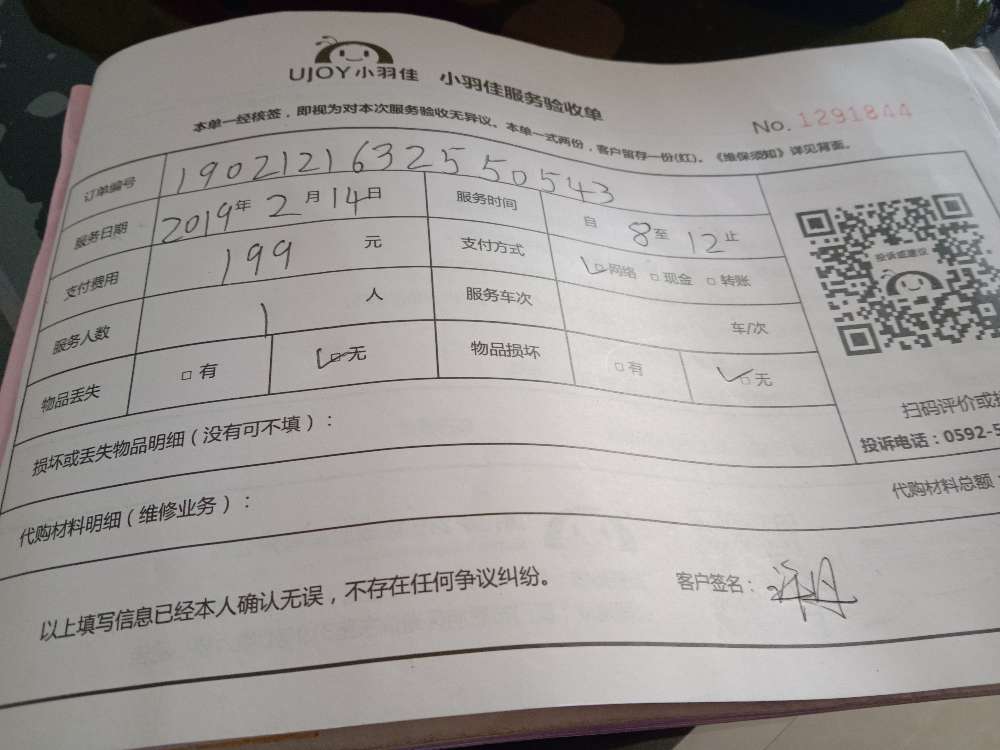 UJOY小羽佳 小羽佳服务验收单
本单一经核签，即视为对本次服务验收无异议。本单一式两份，客户留存一份(红)。《维保须知》详见背面。
No. 1291844
订单编号 1902121632550543
服务日期 2019年2月14日 服务时间 自 8 至 12 止
支付费用 199 元 支付方式 □网络 □现金 □转账
服务人数 1 人 服务车次 车/次
物品丢失 □有 □无 物品损坏 □有 □无
投诉或建议
扫码评价或
投诉电话：0592-5
损坏或丢失物品明细（没有可不填）：
代购材料明细（维修业务）： 代购材料总额：
以上填写信息已经本人确认无误，不存在任何争议纠纷。 客户签名：